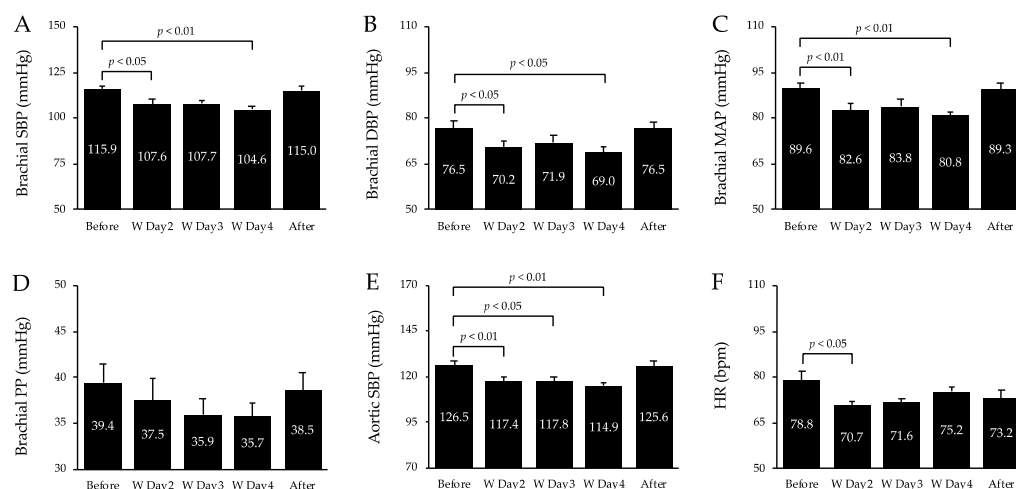 A
Brachial SBP (mmHg)
150
125
100
75
50
p < 0.01
p < 0.05
115.9 107.6 107.7 104.6 115.0
Before W Day2 W Day3 W Day4 After
B
Brachial DBP (mmHg)
110
95
80
65
50
p < 0.05
p < 0.05
76.5 70.2 71.9 69.0 76.5
Before W Day2 W Day3 W Day4 After
C
Brachial MAP (mmHg)
110
95
80
65
50
p < 0.01
p < 0.01
89.6 82.6 83.8 80.8 89.3
Before W Day2 W Day3 W Day4 After
D
Brachial PP (mmHg)
50
45
40
35
30
39.4 37.5 35.9 35.7 38.5
Before W Day2 W Day3 W Day4 After
E
Aortic SBP (mmHg)
170
145
120
95
70
p < 0.01
p < 0.05
p < 0.01
126.5 117.4 117.8 114.9 125.6
Before W Day2 W Day3 W Day4 After
F
HR (bpm)
110
95
80
65
50
p < 0.05
78.8 70.7 71.6 75.2 73.2
Before W Day2 W Day3 W Day4 After